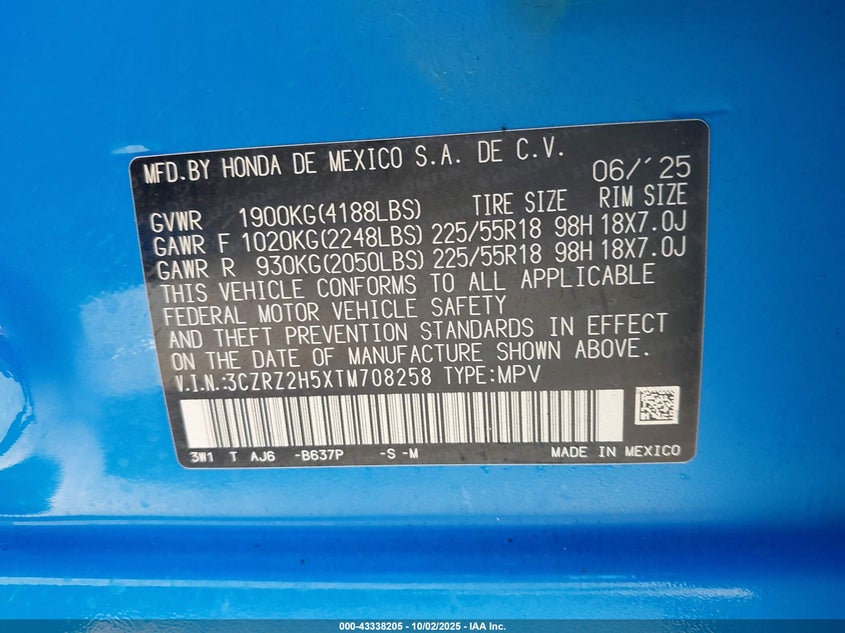 MFD.BY HONDA DE MEXICO S.A. DE C.V.
06/'25
TIRE SIZE RIM SIZE
GVWR 1900KG(4188LBS)
GAWR F 1020KG(2248LBS) 225/55R18 98H 18X7.0J
GAWR R 930KG(2050LBS) 225/55R18 98H 18X7.0J
THIS VEHICLE CONFORMS TO ALL APPLICABLE
FEDERAL MOTOR VEHICLE SAFETY
AND THEFT PREVENTION STANDARDS IN EFFECT
ON THE DATE OF MANUFACTURE SHOWN ABOVE.
V.I.N.:3CZRZ2H5XTM708258 TYPE:MPV
3W1 T AJ6 -B637P -S -M MADE IN MEXICO
000-43338205 - 10/02/2025 - IAA Inc.